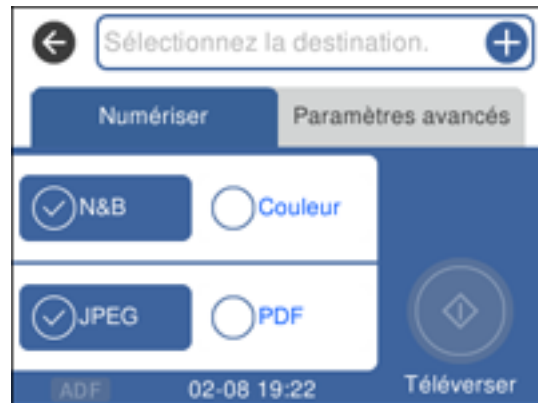 Sélectionnez la destination.
Numériser
Paramètres avancés
N&B
Couleur
JPEG
PDF
ADF
02-08 19:22
Téléverser